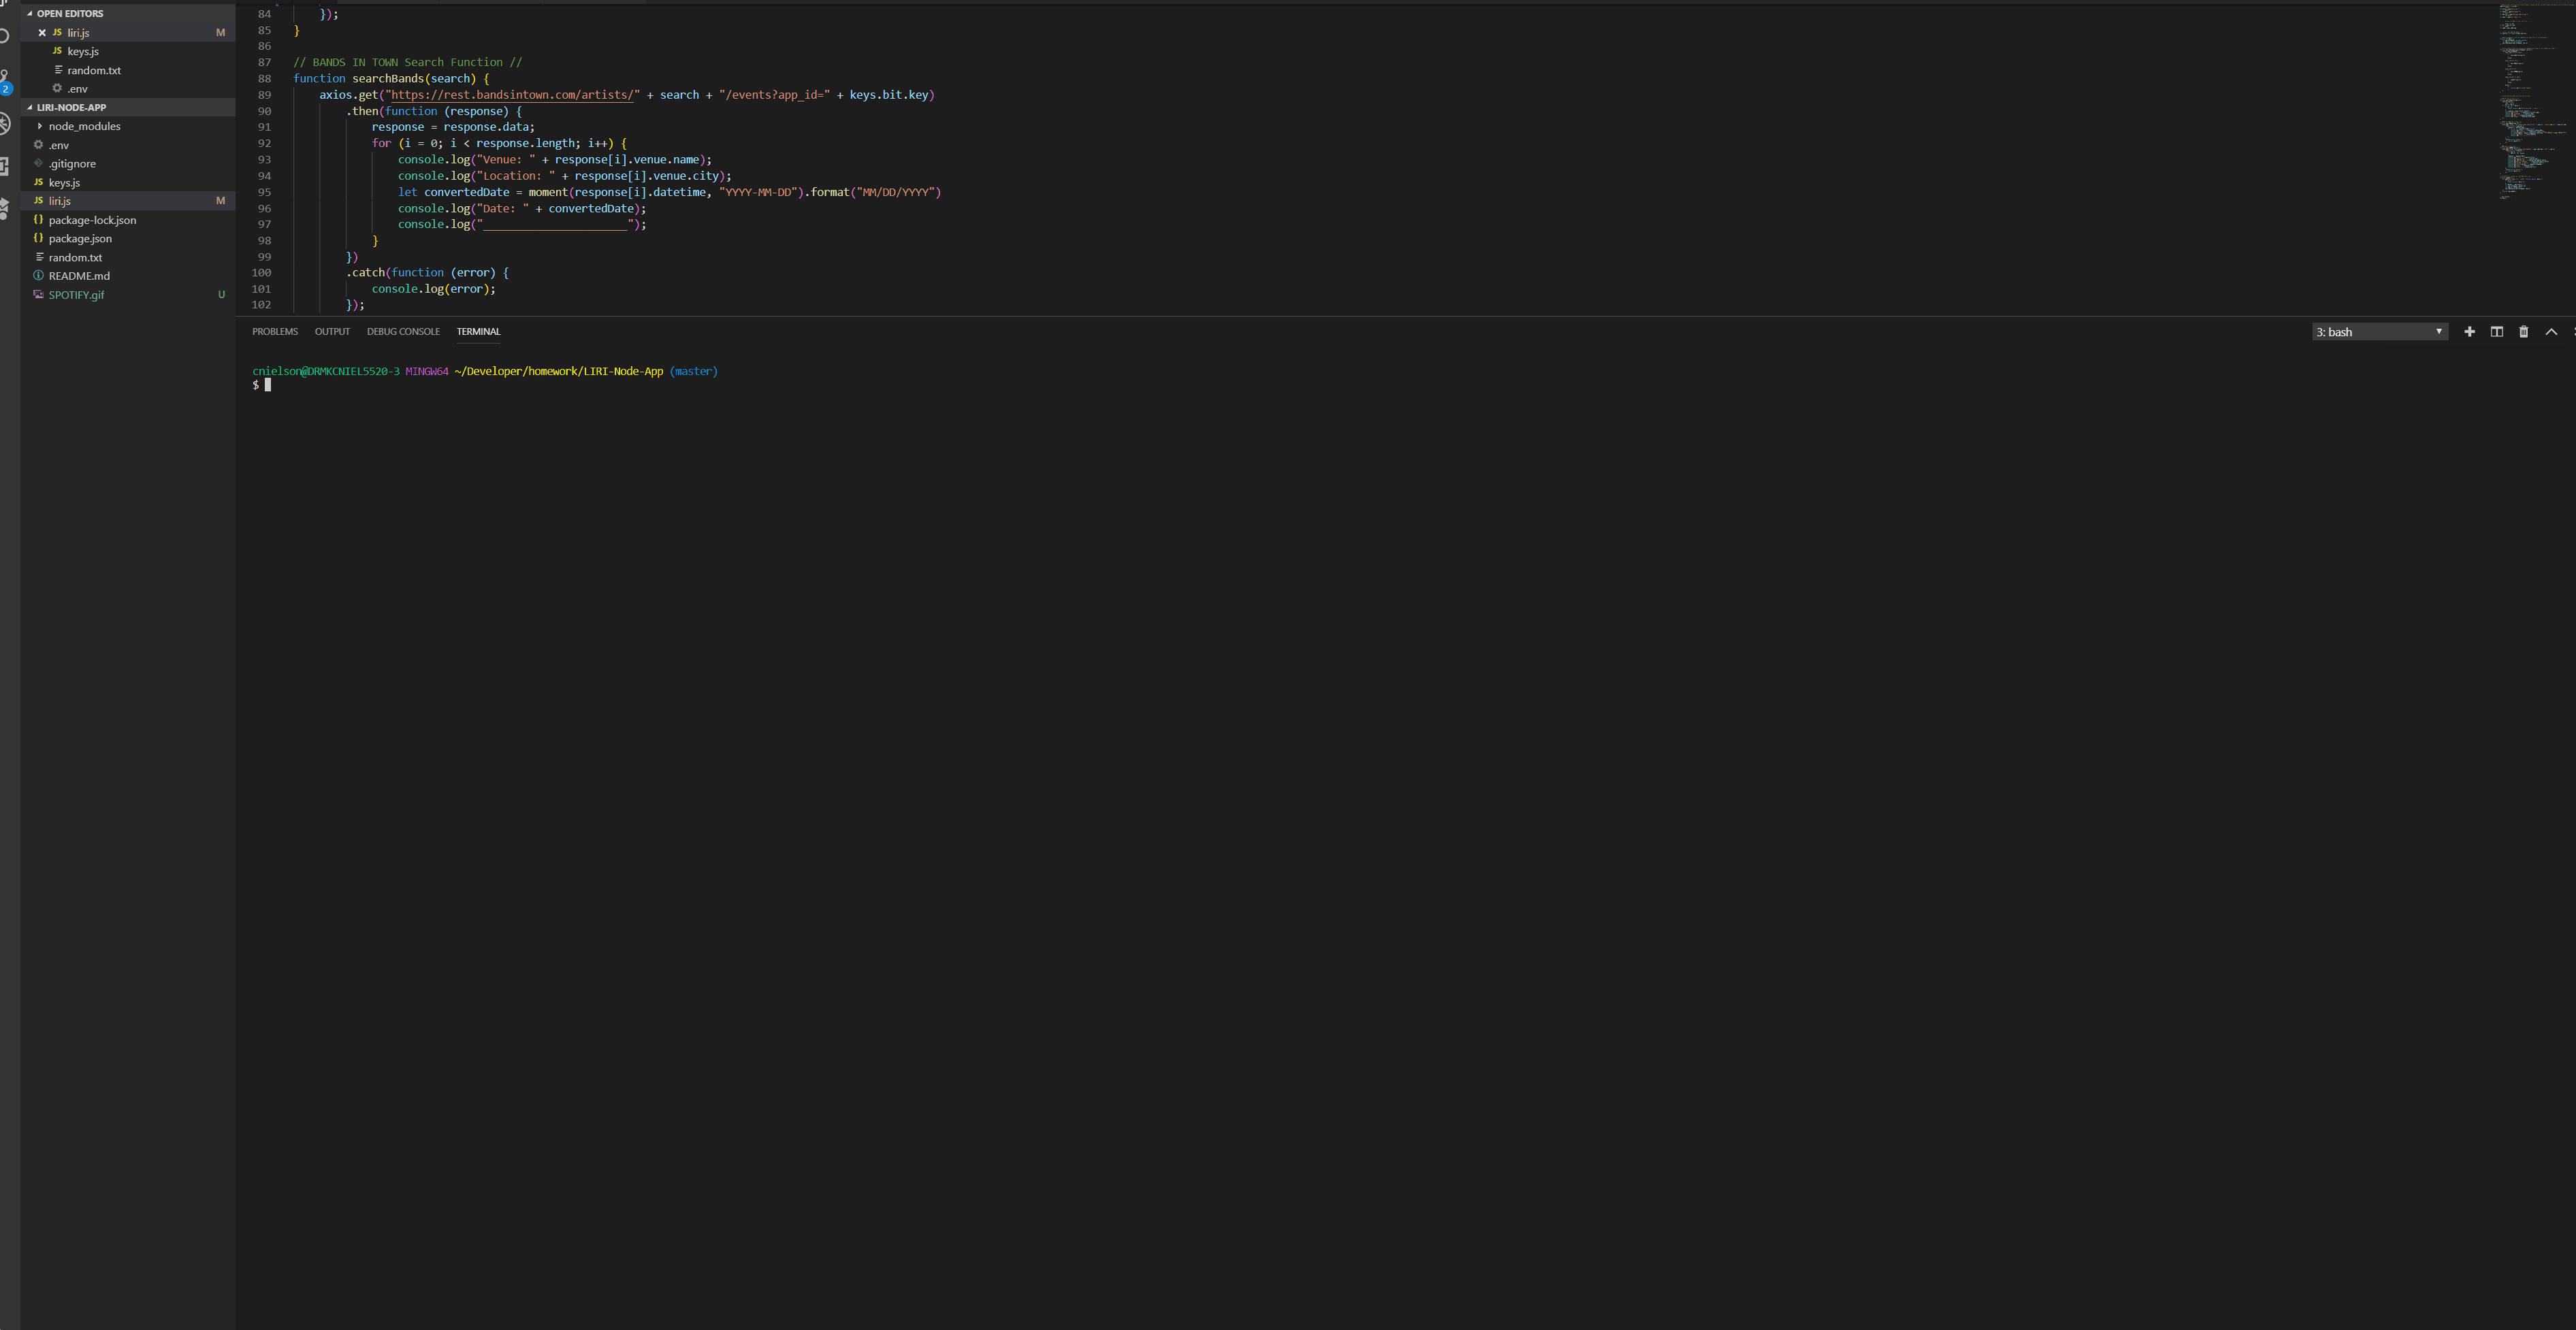 OPEN EDITORS
JS liri.js M
JS keys.js
random.txt
.env
LIRI-NODE-APP
node_modules
.env
.gitignore
JS keys.js
JS liri.js M
{} package-lock.json
{} package.json
random.txt
README.md
SPOTIFY.gif U
2
84 });
85 }
86
87 // BANDS IN TOWN Search Function //
88 function searchBands(search) {
89 axios.get("https://rest.bandsintown.com/artists/" + search + "/events?app_id=" + keys.bit.key)
90 .then(function (response) {
91 response = response.data;
92 for (i = 0; i < response.length; i++) {
93 console.log("Venue: " + response[i].venue.name);
94 console.log("Location: " + response[i].venue.city);
95 let convertedDate = moment(response[i].datetime, "YYYY-MM-DD").format("MM/DD/YYYY")
96 console.log("Date: " + convertedDate);
97 console.log("______________________");
98 }
99 })
100 .catch(function (error) {
101 console.log(error);
102 });
PROBLEMS OUTPUT DEBUG CONSOLE TERMINAL 3: bash
cnielson@DRMKCNIEL5520-3 MINGW64 ~/Developer/homework/LIRI-Node-App (master)
$